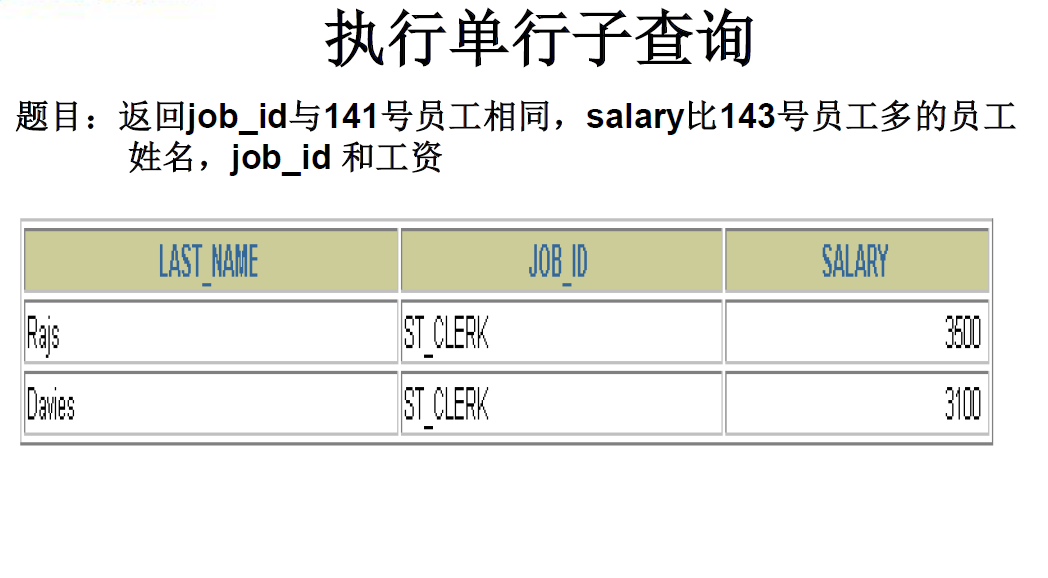 执行单行子查询
题目：返回job_id与141号员工相同，salary比143号员工多的员工
姓名，job_id 和工资
LAST_NAME JOB_ID SALARY
Rajs ST_CLERK 3500
Davies ST_CLERK 3100